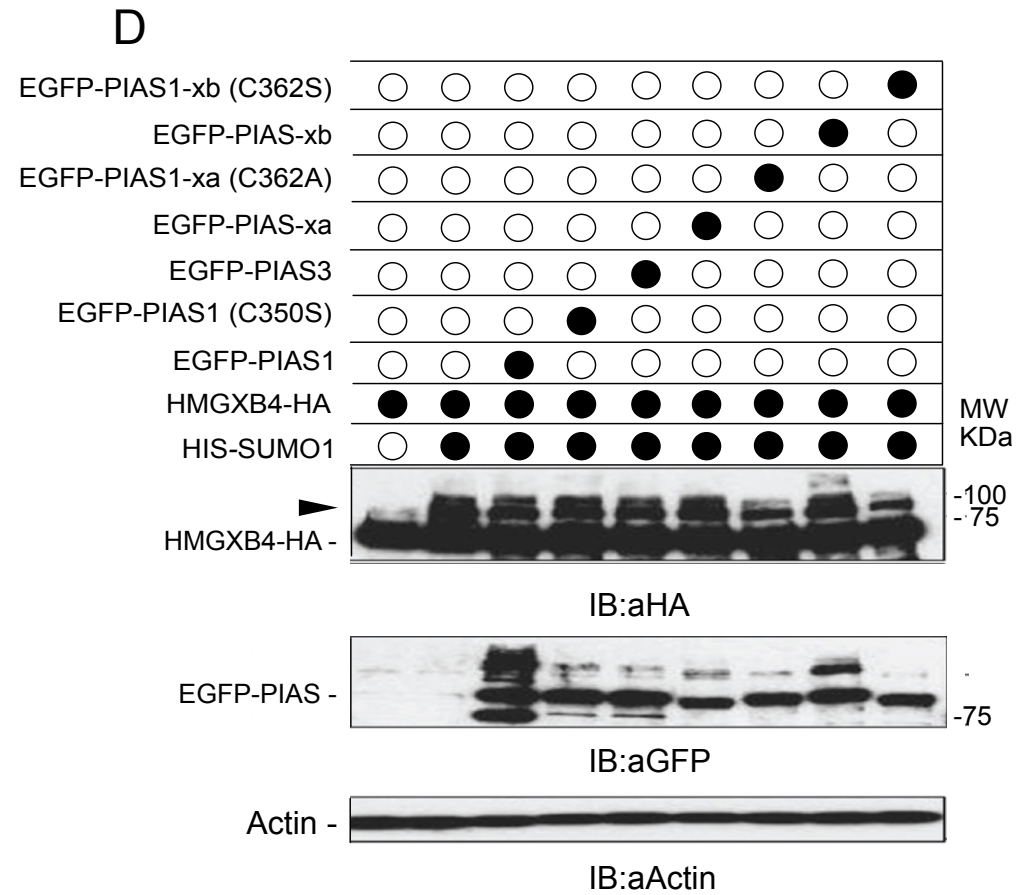 D
EGFP-PIAS1-xb (C362S)
EGFP-PIAS-xb
EGFP-PIAS1-xa (C362A)
EGFP-PIAS-xa
EGFP-PIAS3
EGFP-PIAS1 (C350S)
EGFP-PIAS1
HMGXB4-HA
HIS-SUMO1
MW
KDa
-100
-75
HMGXB4-HA -
IB:aHA
EGFP-PIAS -
-
-75
IB:aGFP
Actin -
IB:aActin